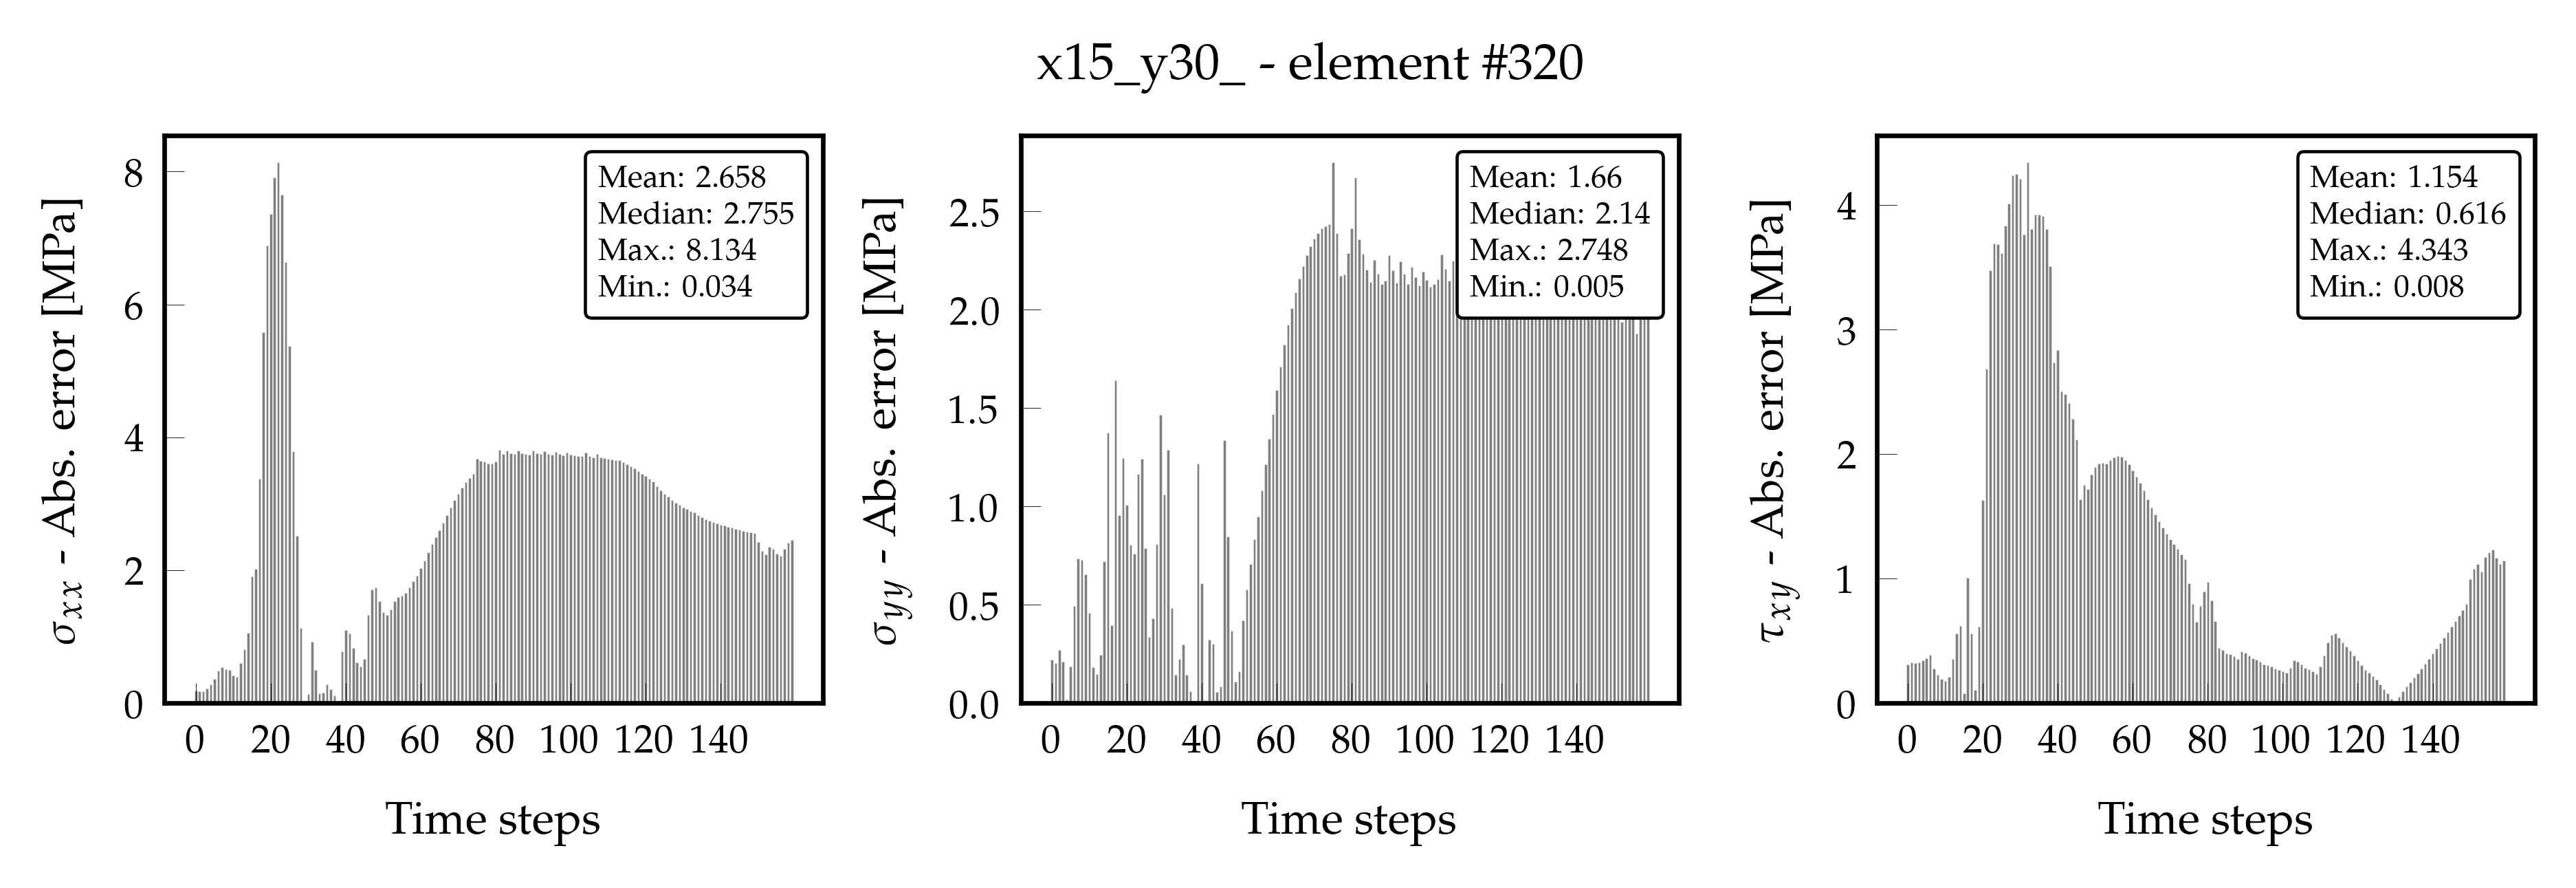 x15_y30_ - element #320
σxx - Abs. error [MPa]
8
6
4
2
0
Mean: 2.658
Median: 2.755
Max.: 8.134
Min.: 0.034
0 20 40 60 80 100 120 140
Time steps
σyy - Abs. error [MPa]
2.5
2.0
1.5
1.0
0.5
0.0
Mean: 1.66
Median: 2.14
Max.: 2.748
Min.: 0.005
0 20 40 60 80 100 120 140
Time steps
τxy - Abs. error [MPa]
4
3
2
1
0
Mean: 1.154
Median: 0.616
Max.: 4.343
Min.: 0.008
0 20 40 60 80 100 120 140
Time steps